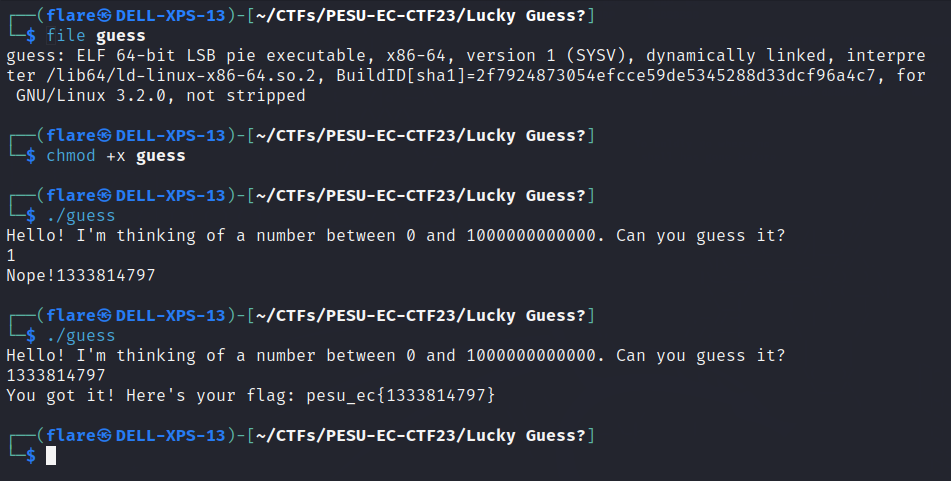 ┌──(flare㉿DELL-XPS-13)-[~/CTFs/PESU-EC-CTF23/Lucky Guess?]
└─$ file guess
guess: ELF 64-bit LSB pie executable, x86-64, version 1 (SYSV), dynamically linked, interpre
ter /lib64/ld-linux-x86-64.so.2, BuildID[sha1]=2f7924873054efcce59de5345288d33dcf96a4c7, for
 GNU/Linux 3.2.0, not stripped
┌──(flare㉿DELL-XPS-13)-[~/CTFs/PESU-EC-CTF23/Lucky Guess?]
└─$ chmod +x guess
┌──(flare㉿DELL-XPS-13)-[~/CTFs/PESU-EC-CTF23/Lucky Guess?]
└─$ ./guess
Hello! I'm thinking of a number between 0 and 1000000000000. Can you guess it?
1
Nope!1333814797
┌──(flare㉿DELL-XPS-13)-[~/CTFs/PESU-EC-CTF23/Lucky Guess?]
└─$ ./guess
Hello! I'm thinking of a number between 0 and 1000000000000. Can you guess it?
1333814797
You got it! Here's your flag: pesu_ec{1333814797}
┌──(flare㉿DELL-XPS-13)-[~/CTFs/PESU-EC-CTF23/Lucky Guess?]
└─$